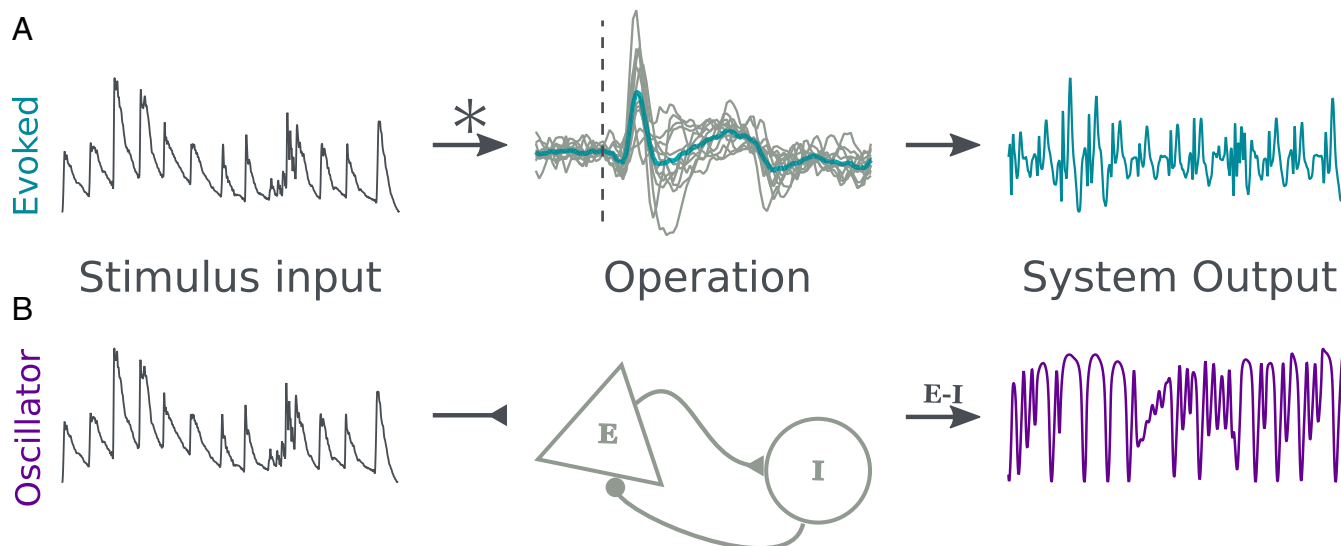 A
Evoked
*
Stimulus input
Operation
System Output
B
Oscillator
E
I
E-I